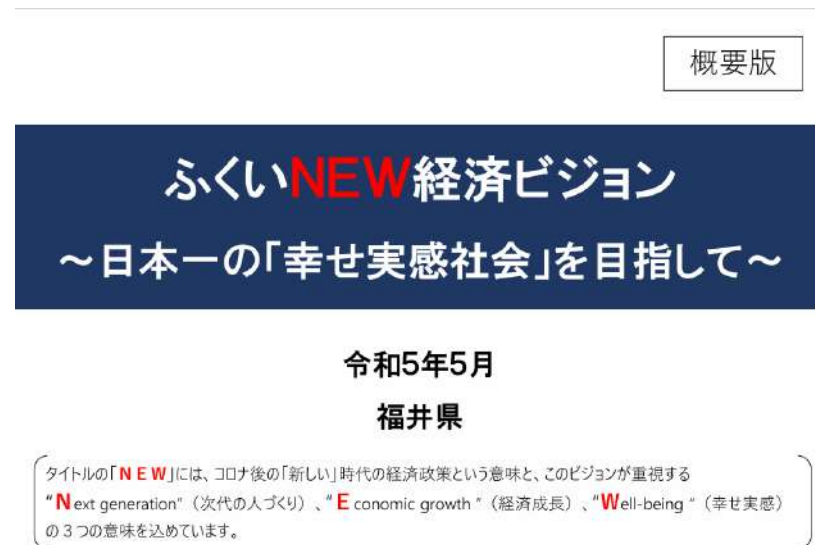 概要版
ふくいNEW経済ビジョン
～日本一の「幸せ実感社会」を目指して～
令和5年5月
福井県
タイトルの「ＮＥＷ」には、コロナ後の「新しい」時代の経済政策という意味と、このビジョンが重視する
“Next generation”（次代の人づくり）、“Economic growth ”（経済成長）、“Well-being “（幸せ実感）
の３つの意味を込めています。